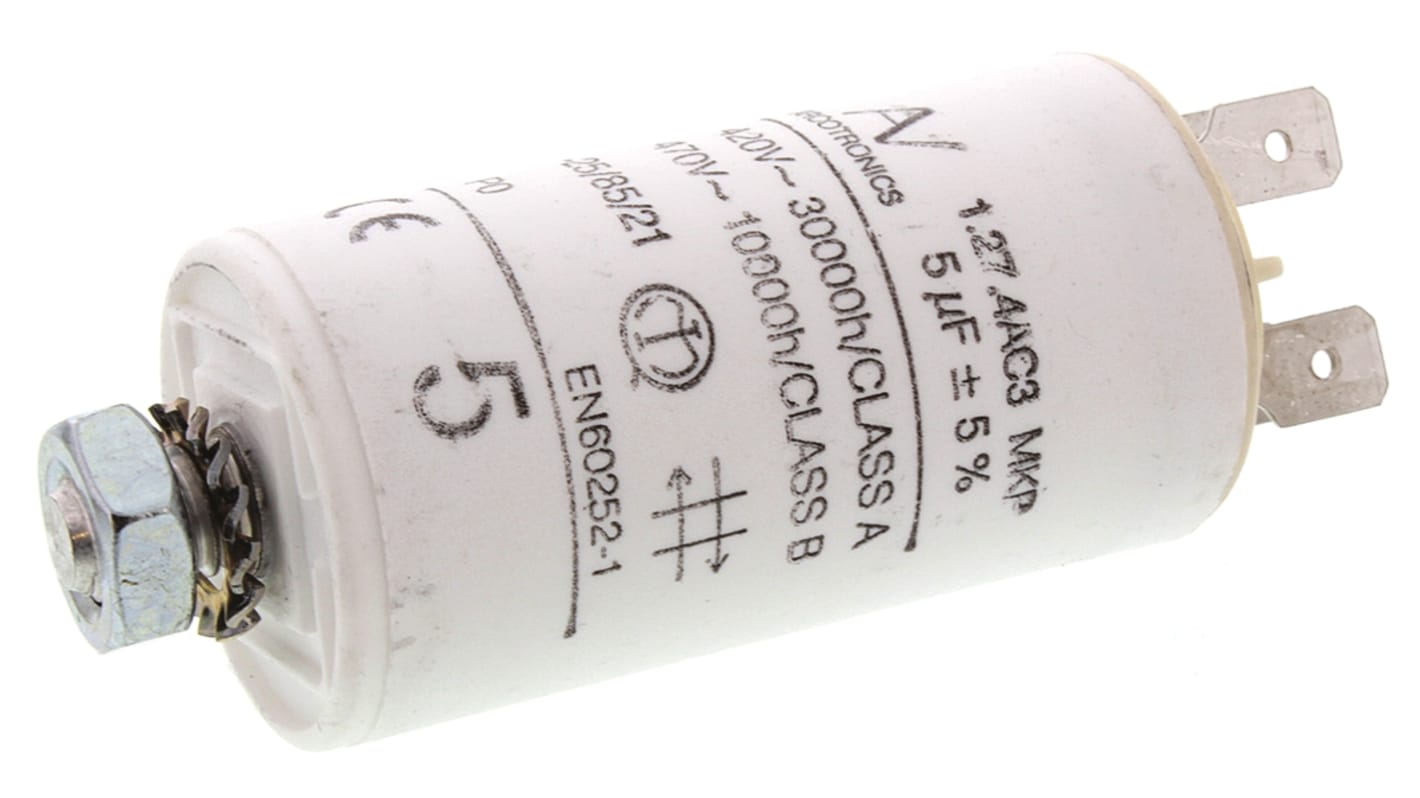 1.27.4AC3 MKP
5 µF ± 5 %
420V~ 30000h/CLASS A
470V~ 10000h/CLASS B
25/85/21
EN60252-1
P0
CE
5